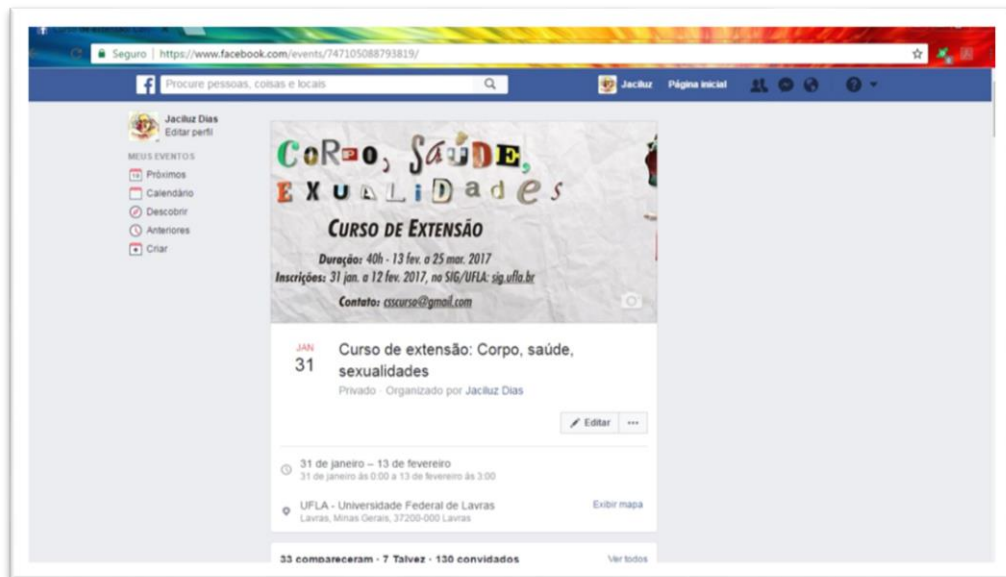 Seguro | https://www.facebook.com/events/747105088793819/
Procure pessoas, coisas e locais
Jaciluz Página inicial
Jaciluz Dias
Editar perfil
MEUS EVENTOS
Próximos
Calendário
Descobrir
Anteriores
Criar
CoRPO, SaÚDE,
EXUALiDadeS
CURSO DE EXTENSÃO
Duração: 40h - 13 fev. a 25 mar. 2017
Inscrições: 31 jan. a 12 fev. 2017, no SIG/UFLA: sig.ufla.br
Contato: csscurso@gmail.com
JAN
31
Curso de extensão: Corpo, saúde,
sexualidades
Privado · Organizado por Jaciluz Dias
Editar
31 de janeiro – 13 de fevereiro
31 de janeiro às 0:00 a 13 de fevereiro às 3:00
UFLA - Universidade Federal de Lavras
Exibir mapa
Lavras, Minas Gerais, 37200-000 Lavras
33 compareceram · 7 Talvez · 130 convidados
Ver todos